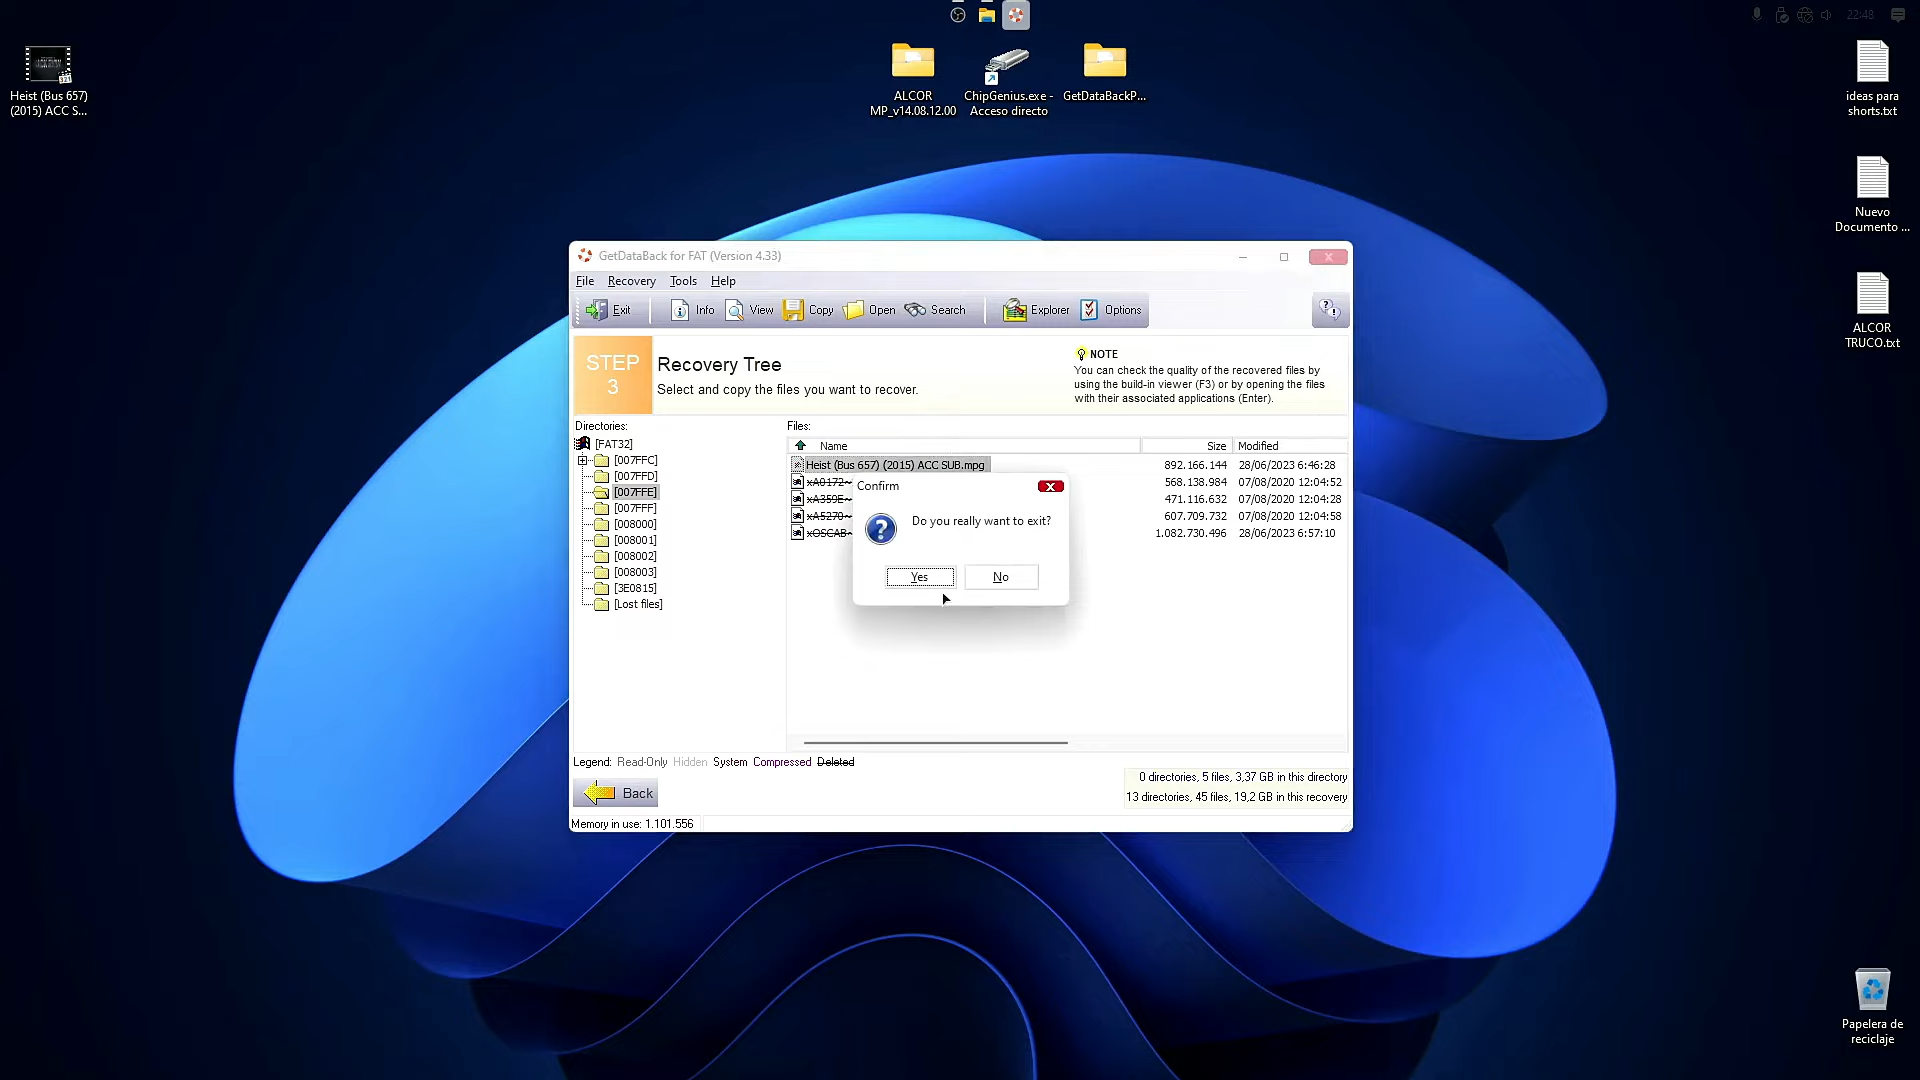 22:48
Heist (Bus 657)
(2015) ACC S...
ALCOR
MP_v14.08.12.00
ChipGenius.exe -
Acceso directo
GetDataBackP...
ideas para
shorts.txt
Nuevo
Documento ...
ALCOR
TRUCO.txt
Papelera de
reciclaje
GetDataBack for FAT (Version 4.33)
File Recovery Tools Help
Exit Info View Copy Open Search Explorer Options
STEP
3
Recovery Tree
Select and copy the files you want to recover.
NOTE
You can check the quality of the recovered files by
using the build-in viewer (F3) or by opening the files
with their associated applications (Enter).
Directories:
[FAT32]
[007FFC]
[007FFD]
[007FFE]
[007FFF]
[008000]
[008001]
[008002]
[008003]
[3E0815]
[Lost files]
Files:
Name Size Modified
Heist (Bus 657) (2015) ACC SUB.mpg 892.166.144 28/06/2023 6:46:28
xA0172~ 568.138.984 07/08/2020 12:04:52
xA359E~ 471.116.632 07/08/2020 12:04:28
xA5270~ 607.709.732 07/08/2020 12:04:58
xOSCAB~ 1.082.730.496 28/06/2023 6:57:10
Confirm
Do you really want to exit?
Yes No
Legend: Read-Only Hidden System Compressed Deleted
Back
0 directories, 5 files, 3,37 GB in this directory
13 directories, 45 files, 19,2 GB in this recovery
Memory in use: 1.101.556